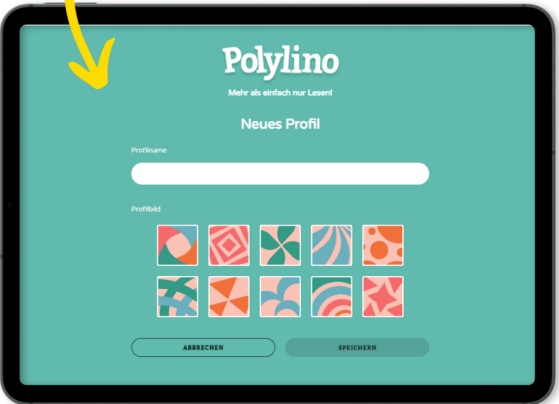 Polylino
Mehr als einfach nur Lesen!
Neues Profil
Profilname
Profilbild
ABBRECHEN
SPEICHERN